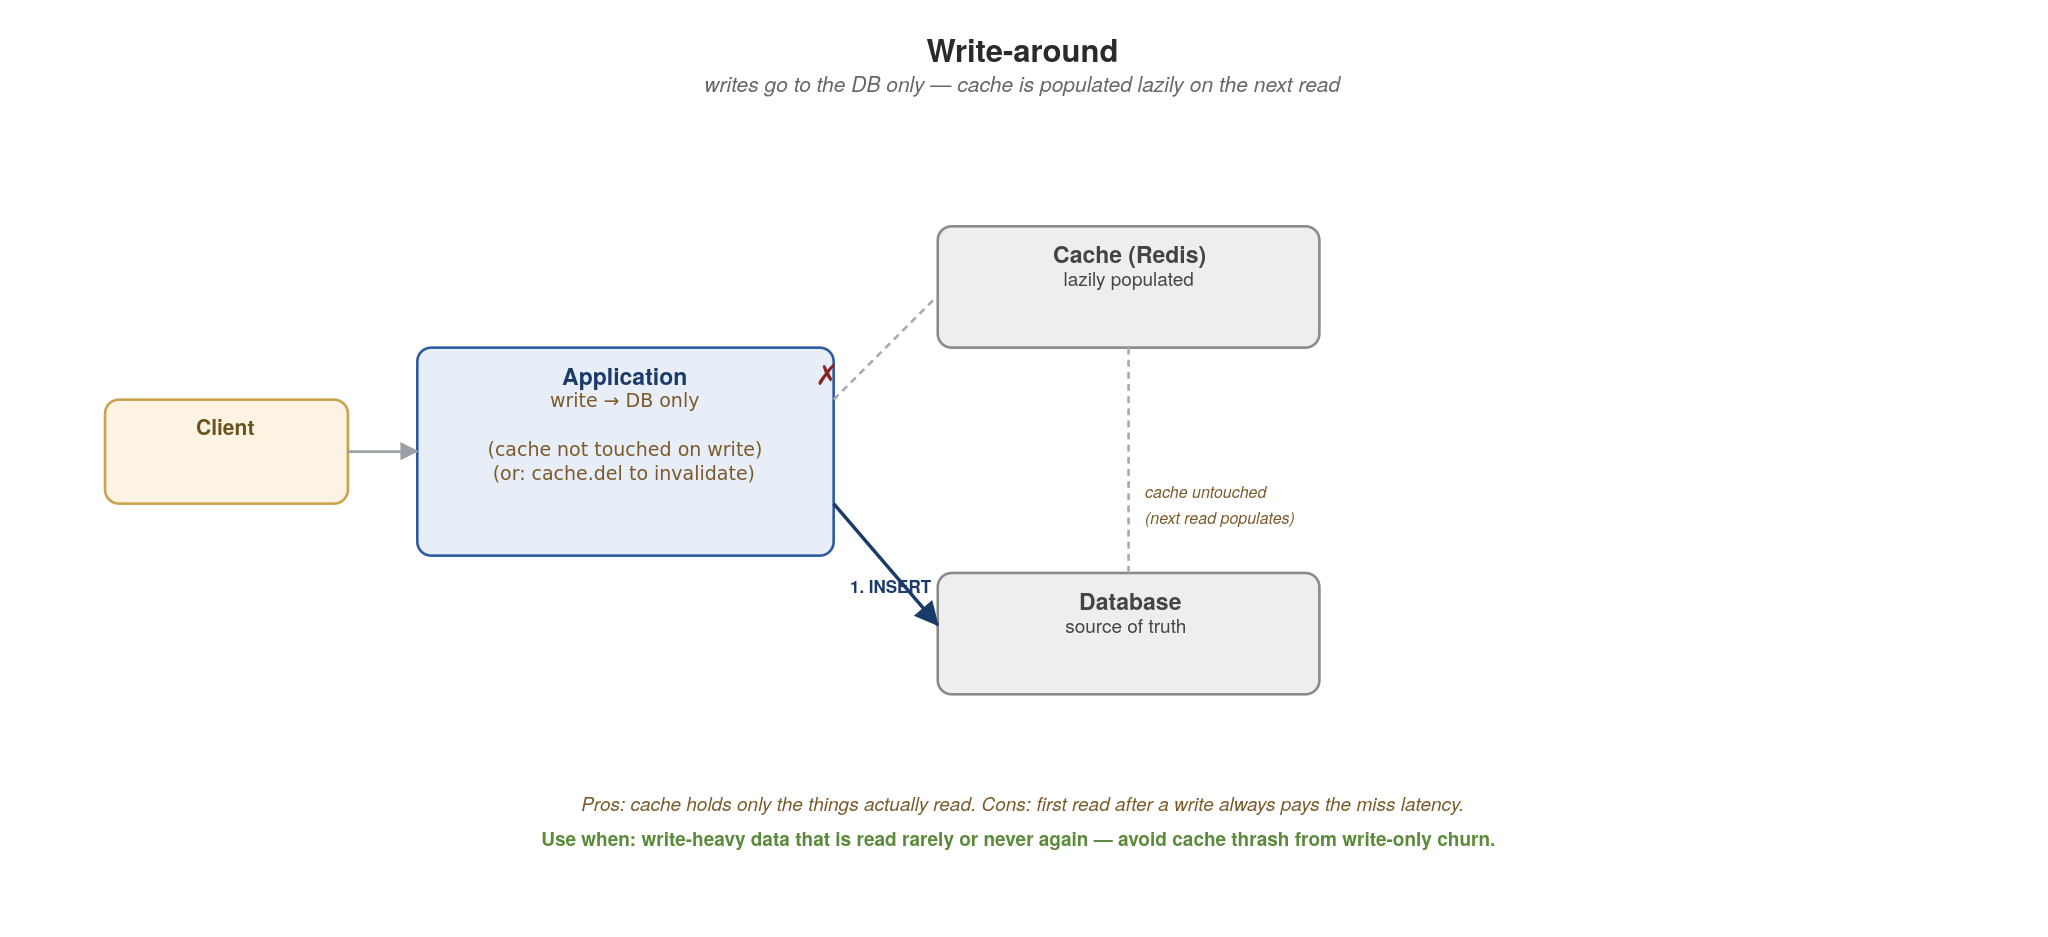 Write-around
writes go to the DB only — cache is populated lazily on the next read
Cache (Redis)
lazily populated
✗
Application
write → DB only
(cache not touched on write)
(or: cache.del to invalidate)
Client
cache untouched
(next read populates)
1. INSERT
Database
source of truth
Pros: cache holds only the things actually read. Cons: first read after a write always pays the miss latency.
Use when: write-heavy data that is read rarely or never again — avoid cache thrash from write-only churn.